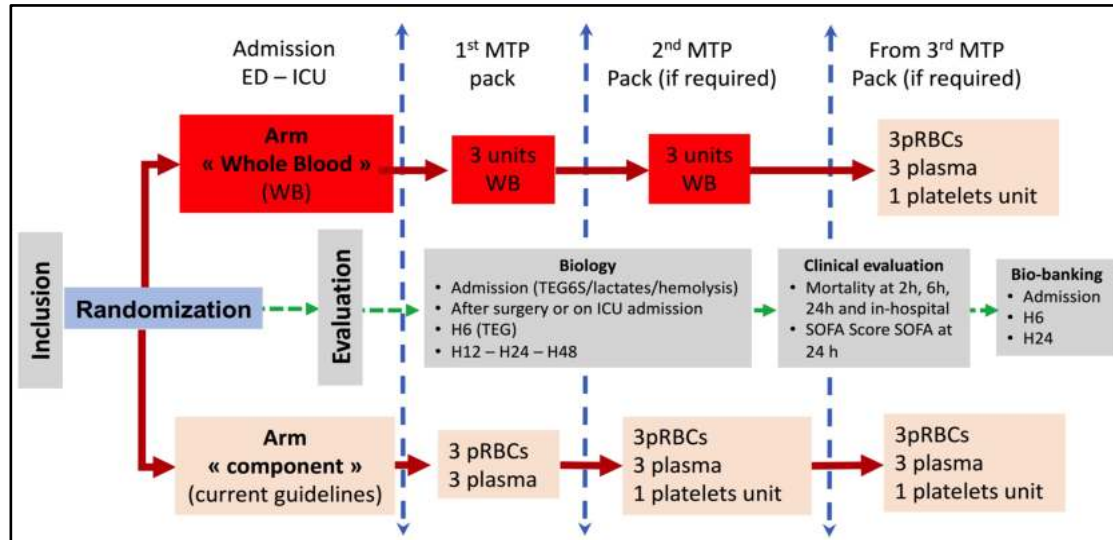 Admission
ED – ICU
1st MTP
pack
2nd MTP
Pack (if required)
From 3rd MTP
Pack (if required)
Arm
« Whole Blood »
(WB)
3 units
WB
3 units
WB
3pRBCs
3 plasma
1 platelets unit
Inclusion
Randomization
Evaluation
Biology
• Admission (TEG6S/lactates/hemolysis)
• After surgery or on ICU admission
• H6 (TEG)
• H12 – H24 – H48
Clinical evaluation
• Mortality at 2h, 6h,
24h and in-hospital
• SOFA Score SOFA at
24 h
Bio-banking
• Admission
• H6
• H24
Arm
« component »
(current guidelines)
3 pRBCs
3 plasma
3pRBCs
3 plasma
1 platelets unit
3pRBCs
3 plasma
1 platelets unit